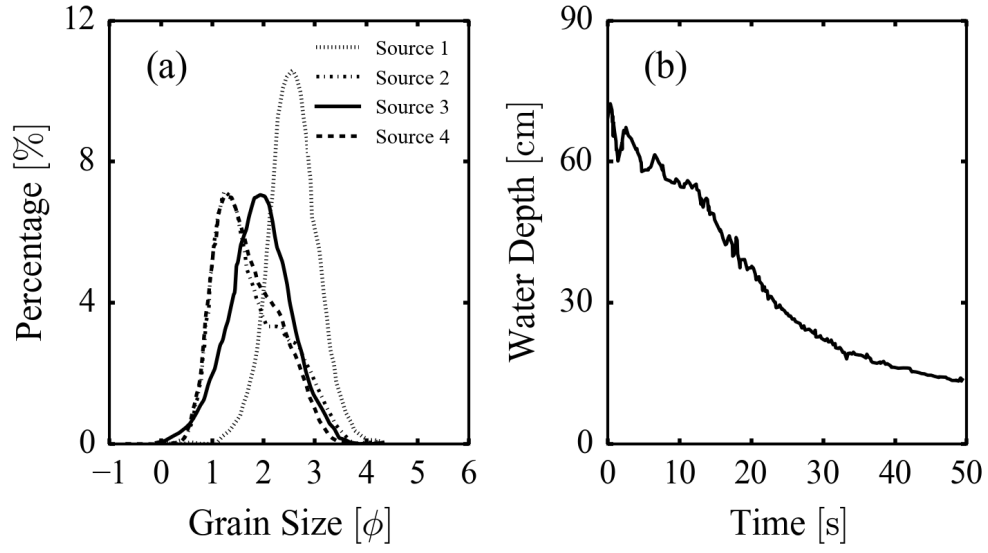 12
8
4
0
Percentage [%]
(a)
Source 1
Source 2
Source 3
Source 4
−1 0 1 2 3 4 5 6
Grain Size [ϕ]
90
60
30
0
Water Depth [cm]
(b)
0 10 20 30 40 50
Time [s]